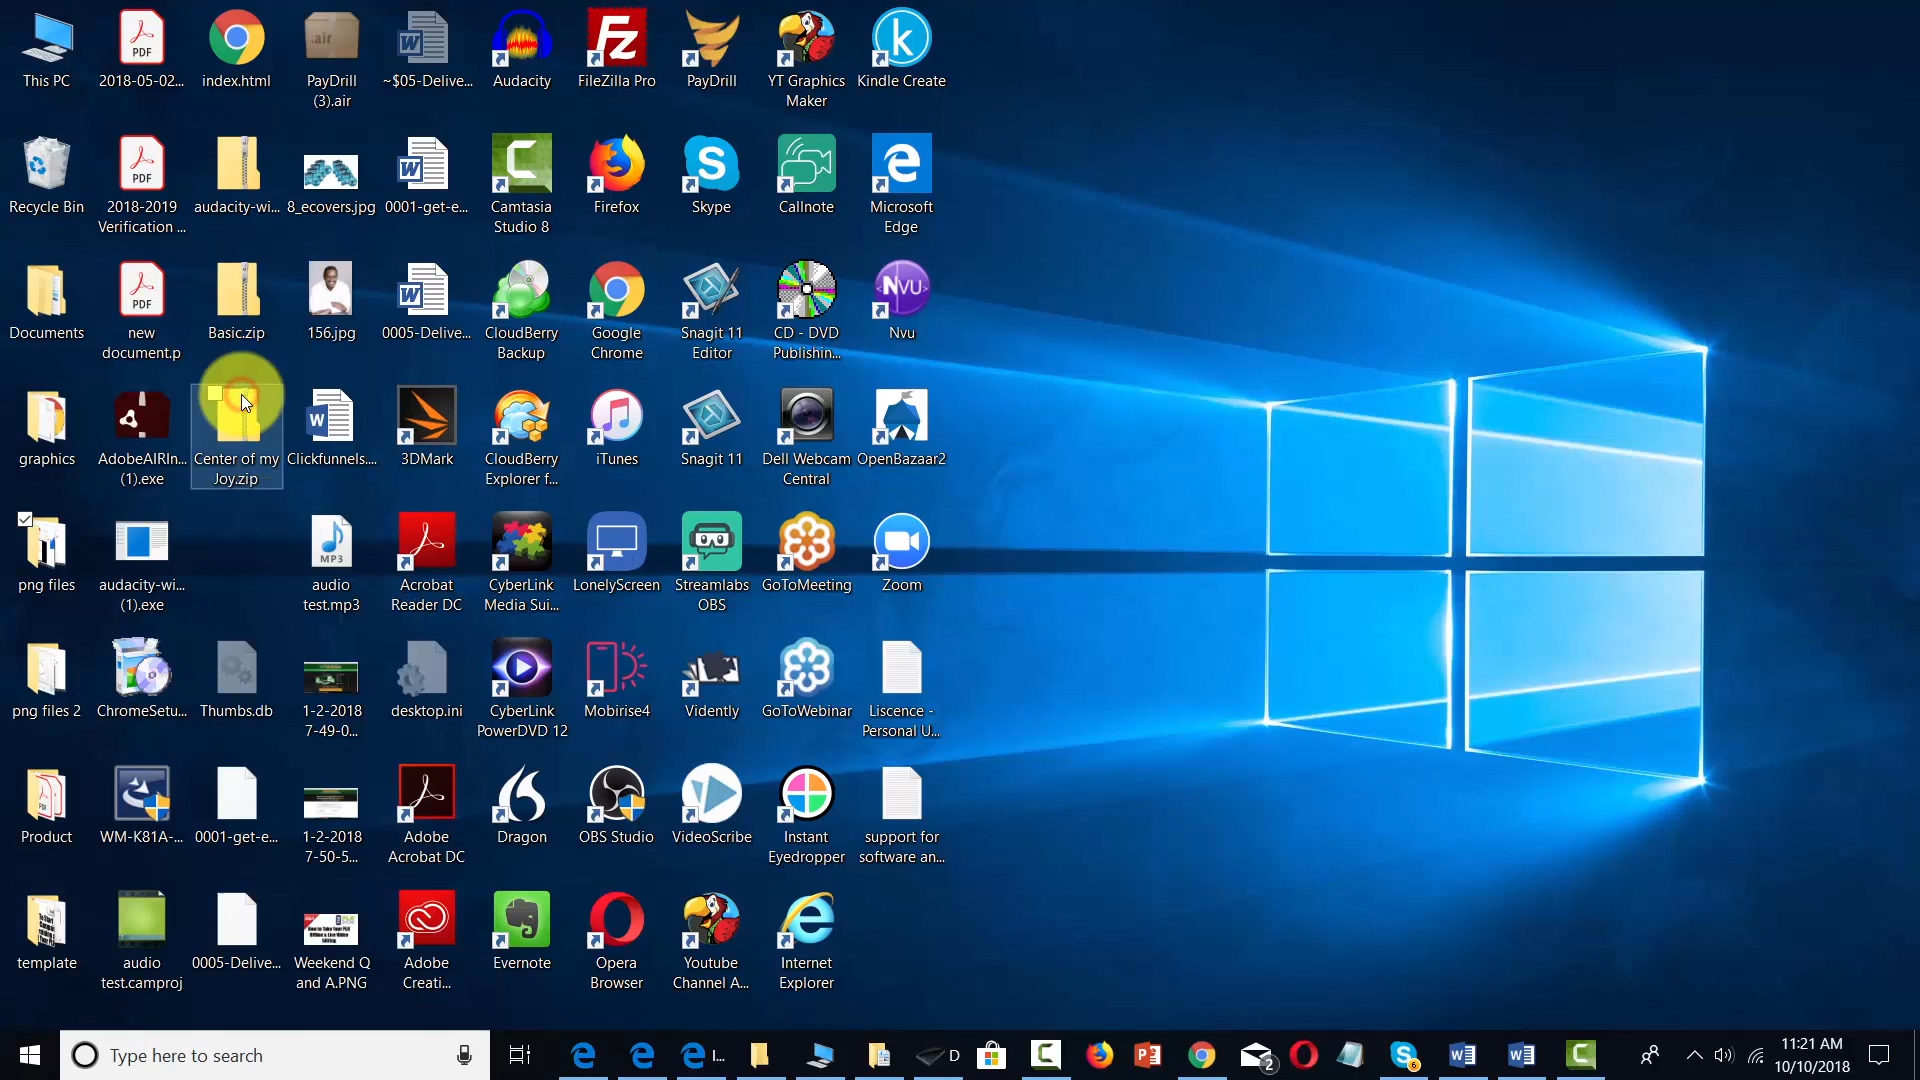 This PC
2018-05-02...
index.html
PayDrill
(3).air
~$05-Delive...
Audacity
FileZilla Pro
PayDrill
YT Graphics
Maker
Kindle Create
Recycle Bin
2018-2019
Verification ...
audacity-wi...
8_ecovers.jpg
0001-get-e...
Camtasia
Studio 8
Firefox
Skype
Callnote
Microsoft
Edge
Documents
new
document.p
Basic.zip
156.jpg
0005-Delive...
CloudBerry
Backup
Google
Chrome
Snagit 11
Editor
CD - DVD
Publishin...
Nvu
graphics
AdobeAIRIn...
(1).exe
Center of my
Joy.zip
Clickfunnels....
3DMark
CloudBerry
Explorer f...
iTunes
Snagit 11
Dell Webcam
Central
OpenBazaar2
png files
audacity-wi...
(1).exe
audio
test.mp3
Acrobat
Reader DC
CyberLink
Media Sui...
LonelyScreen
Streamlabs
OBS
GoToMeeting
Zoom
png files 2
ChromeSetu...
Thumbs.db
1-2-2018
7-49-0...
desktop.ini
CyberLink
PowerDVD 12
Mobirise4
Vidently
GoToWebinar
Liscence -
Personal U...
Product
WM-K81A-...
0001-get-e...
1-2-2018
7-50-5...
Adobe
Acrobat DC
Dragon
OBS Studio
VideoScribe
Instant
Eyedropper
support for
software an...
template
audio
test.camproj
0005-Delive...
Weekend Q
and A.PNG
Adobe
Creati...
Evernote
Opera
Browser
Youtube
Channel A...
Internet
Explorer
Type here to search
I...
D
2
6
11:21 AM
10/10/2018